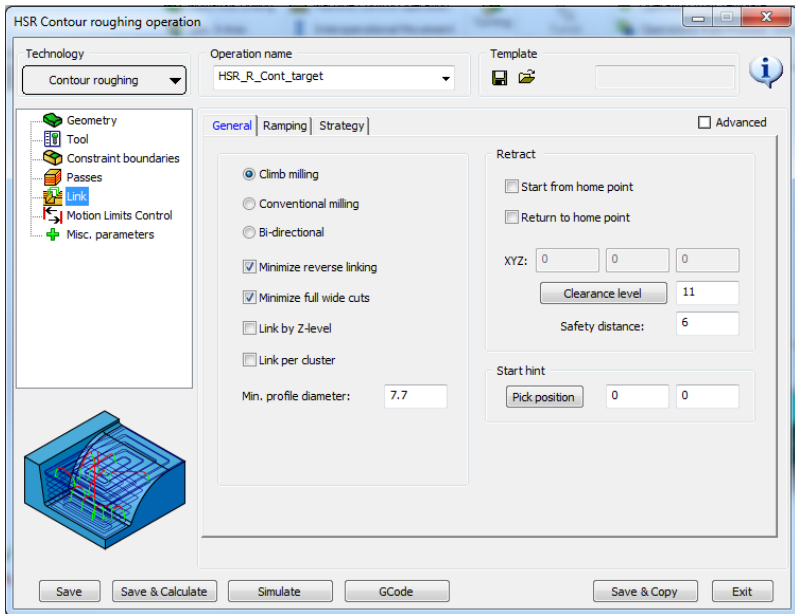 HSR Contour roughing operation
Technology
Contour roughing
Operation name
HSR_R_Cont_target
Template
Geometry
Tool
Constraint boundaries
Passes
Link
Motion Limits Control
Misc. parameters
General Ramping Strategy
Advanced
Climb milling
Conventional milling
Bi-directional
Minimize reverse linking
Minimize full wide cuts
Link by Z-level
Link per cluster
Min. profile diameter: 7.7
Retract
Start from home point
Return to home point
XYZ: 0 0 0
Clearance level 11
Safety distance: 6
Start hint
Pick position 0 0
Save Save & Calculate Simulate GCode Save & Copy Exit